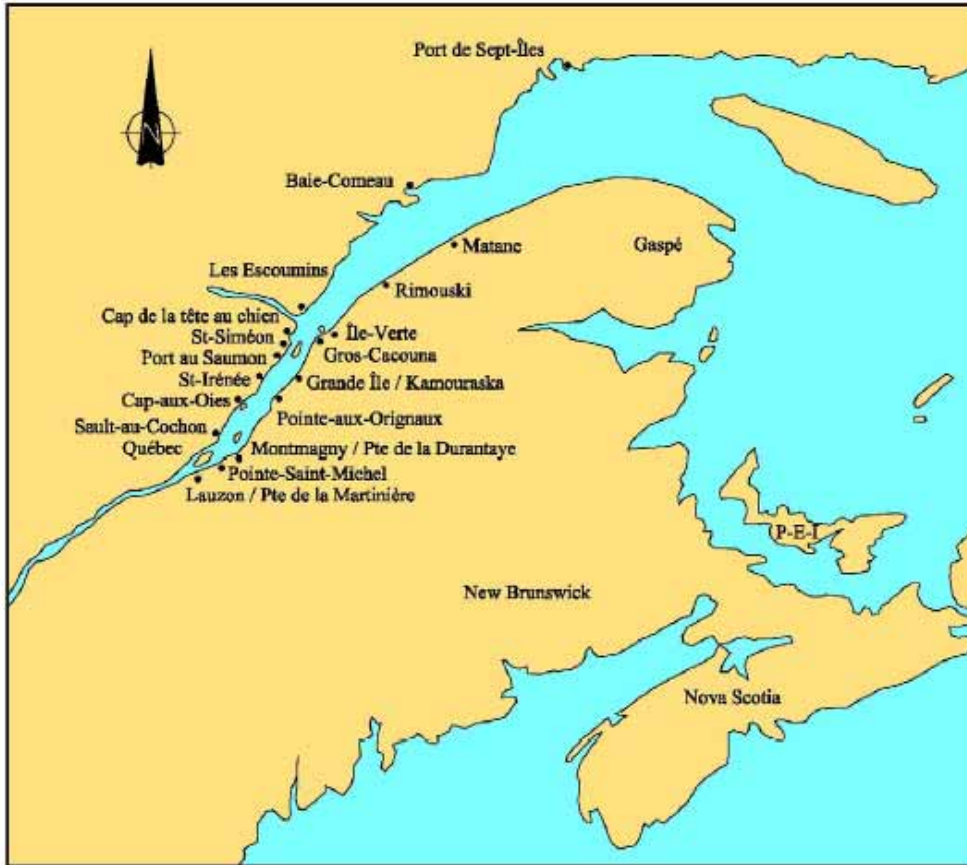 Port de Sept-Îles
N
Baie-Comeau
Matane
Gaspé
Les Escoumins
Rimouski
Cap de la tête au chien
St-Siméon
Île-Verte
Port au Saumon
Gros-Cacouna
St-Irénée
Grande Île / Kamouraska
Cap-aux-Oies
Pointe-aux-Orignaux
Sault-au-Cochon
Québec
Montmagny / Pte de la Durantaye
Pointe-Saint-Michel
Lauzon / Pte de la Martinière
P-E-I
New Brunswick
Nova Scotia